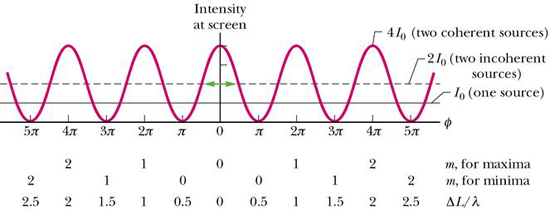 Intensity
at screen
4I₀ (two coherent sources)
2I₀ (two incoherent
sources)
I₀ (one source)
5π 4π 3π 2π π 0 π 2π 3π 4π 5π ϕ
2 1 0 1 2 m, for maxima
2 1 0 0 1 2 m, for minima
2.5 2 1.5 1 0.5 0 0.5 1 1.5 2 2.5 ΔL/λ